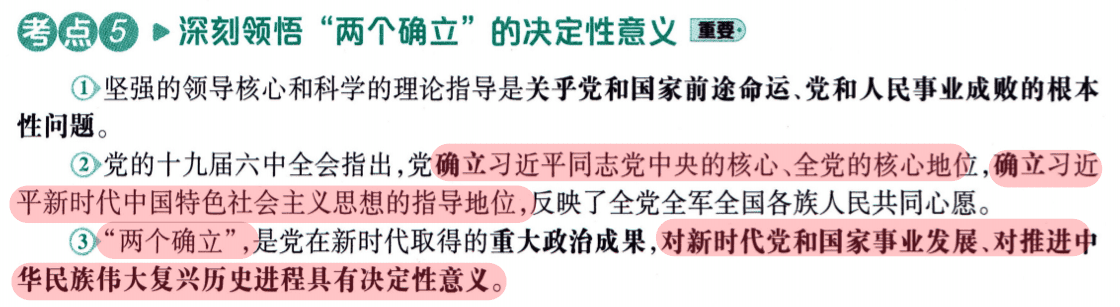 考点5 ▶ 深刻领悟“两个确立”的决定性意义 重要
①坚强的领导核心和科学的理论指导是关乎党和国家前途命运、党和人民事业成败的根本
性问题。
②党的十九届六中全会指出,党确立习近平同志党中央的核心、全党的核心地位,确立习近
平新时代中国特色社会主义思想的指导地位,反映了全党全军全国各族人民共同心愿。
③“两个确立”,是党在新时代取得的重大政治成果,对新时代党和国家事业发展、对推进中
华民族伟大复兴历史进程具有决定性意义。